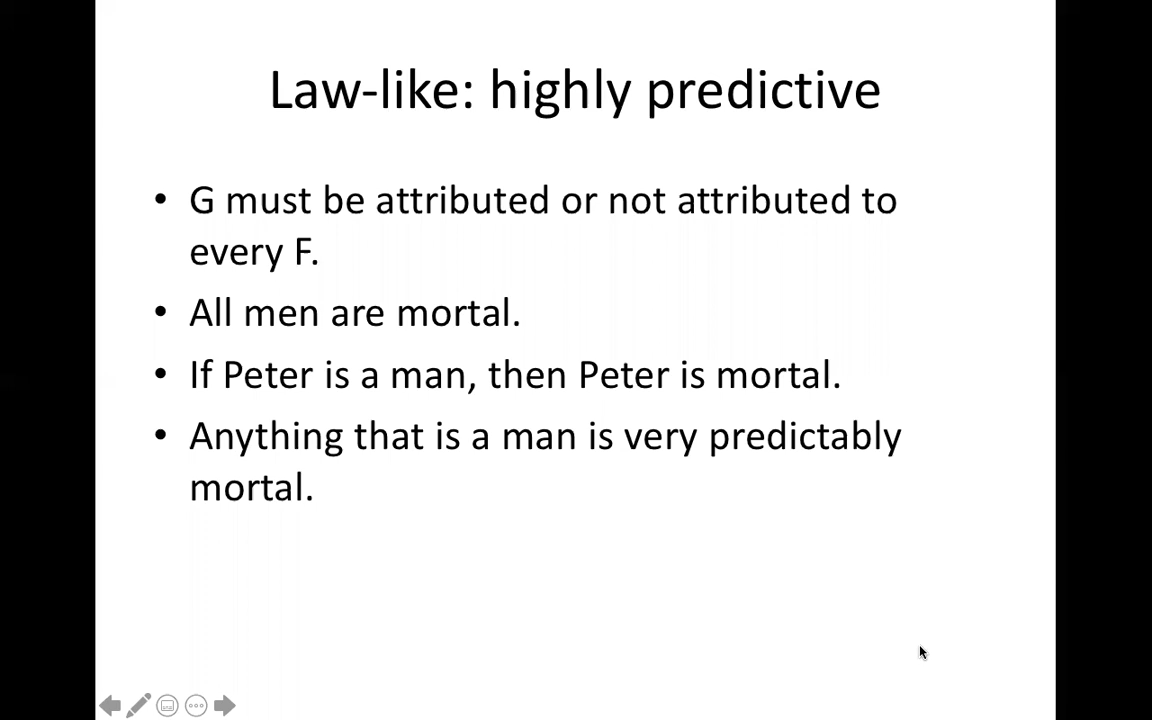 Law-like: highly predictive
• G must be attributed or not attributed to
every F.
• All men are mortal.
• If Peter is a man, then Peter is mortal.
• Anything that is a man is very predictably
mortal.